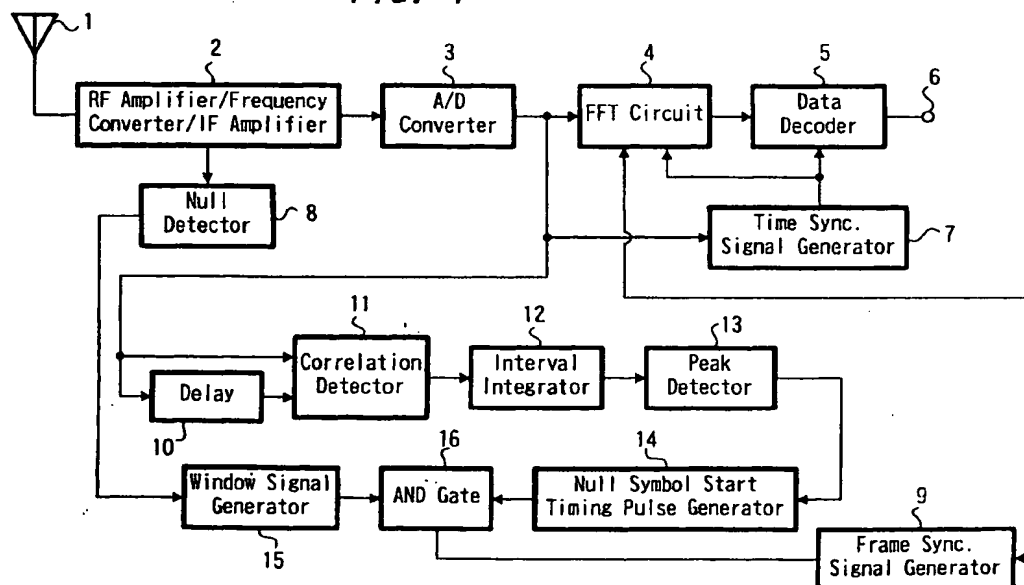 1
2
3
4
5
6
RF Amplifier/Frequency
Converter/IF Amplifier
A/D
Converter
FFT Circuit
Data
Decoder
Null
Detector
8
Time Sync.
Signal Generator
7
11
12
13
Correlation
Detector
Interval
Integrator
Peak
Detector
Delay
10
16
14
Window Signal
Generator
AND Gate
Null Symbol Start
Timing Pulse Generator
15
9
Frame Sync.
Signal Generator